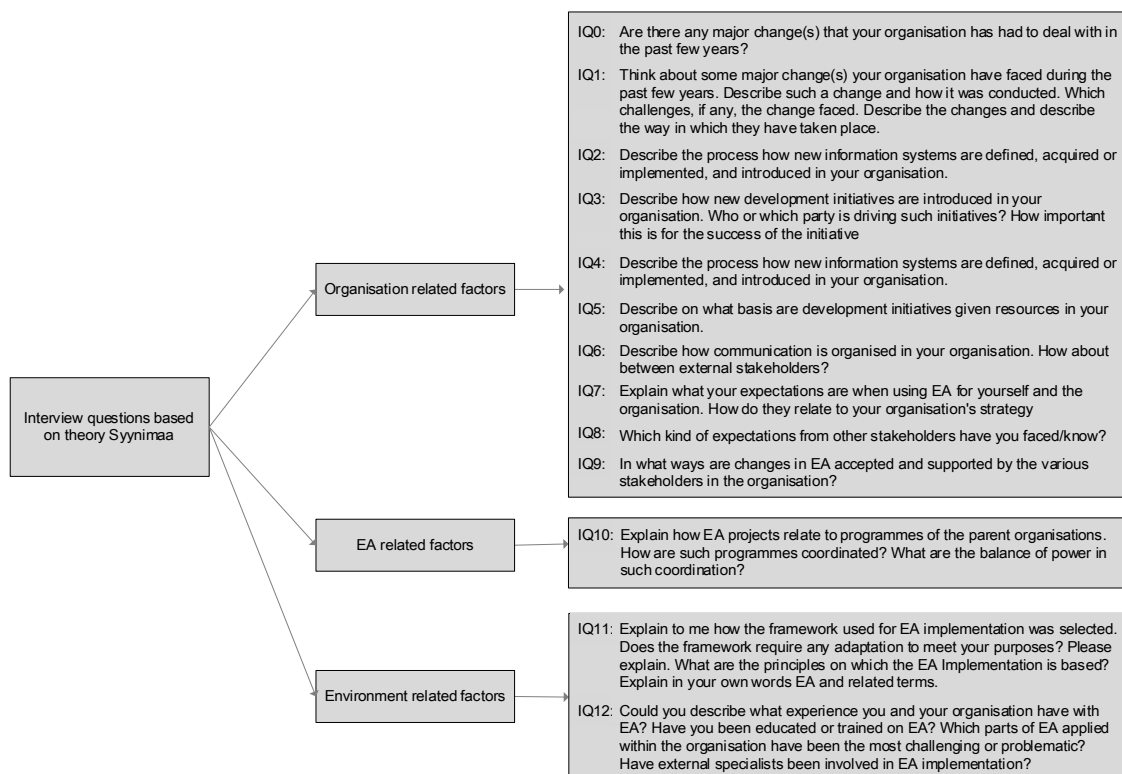 IQ0: Are there any major change(s) that your organisation has had to deal with in
the past few years?
IQ1: Think about some major change(s) your organisation have faced during the
past few years. Describe such a change and how it was conducted. Which
challenges, if any, the change faced. Describe the changes and describe
the way in which they have taken place.
IQ2: Describe the process how new information systems are defined, acquired or
implemented, and introduced in your organisation.
IQ3: Describe how new development initiatives are introduced in your
organisation. Who or which party is driving such initiatives? How important
this is for the success of the initiative
IQ4: Describe the process how new information systems are defined, acquired or
implemented, and introduced in your organisation.
IQ5: Describe on what basis are development initiatives given resources in your
organisation.
IQ6: Describe how communication is organised in your organisation. How about
between external stakeholders?
IQ7: Explain what your expectations are when using EA for yourself and the
organisation. How do they relate to your organisation's strategy
IQ8: Which kind of expectations from other stakeholders have you faced/know?
IQ9: In what ways are changes in EA accepted and supported by the various
stakeholders in the organisation?
Organisation related factors
Interview questions based
on theory Syynimaa
EA related factors
IQ10: Explain how EA projects relate to programmes of the parent organisations.
How are such programmes coordinated? What are the balance of power in
such coordination?
Environment related factors
IQ11: Explain to me how the framework used for EA implementation was selected.
Does the framework require any adaptation to meet your purposes? Please
explain. What are the principles on which the EA Implementation is based?
Explain in your own words EA and related terms.
IQ12: Could you describe what experience you and your organisation have with
EA? Have you been educated or trained on EA? Which parts of EA applied
within the organisation have been the most challenging or problematic?
Have external specialists been involved in EA implementation?